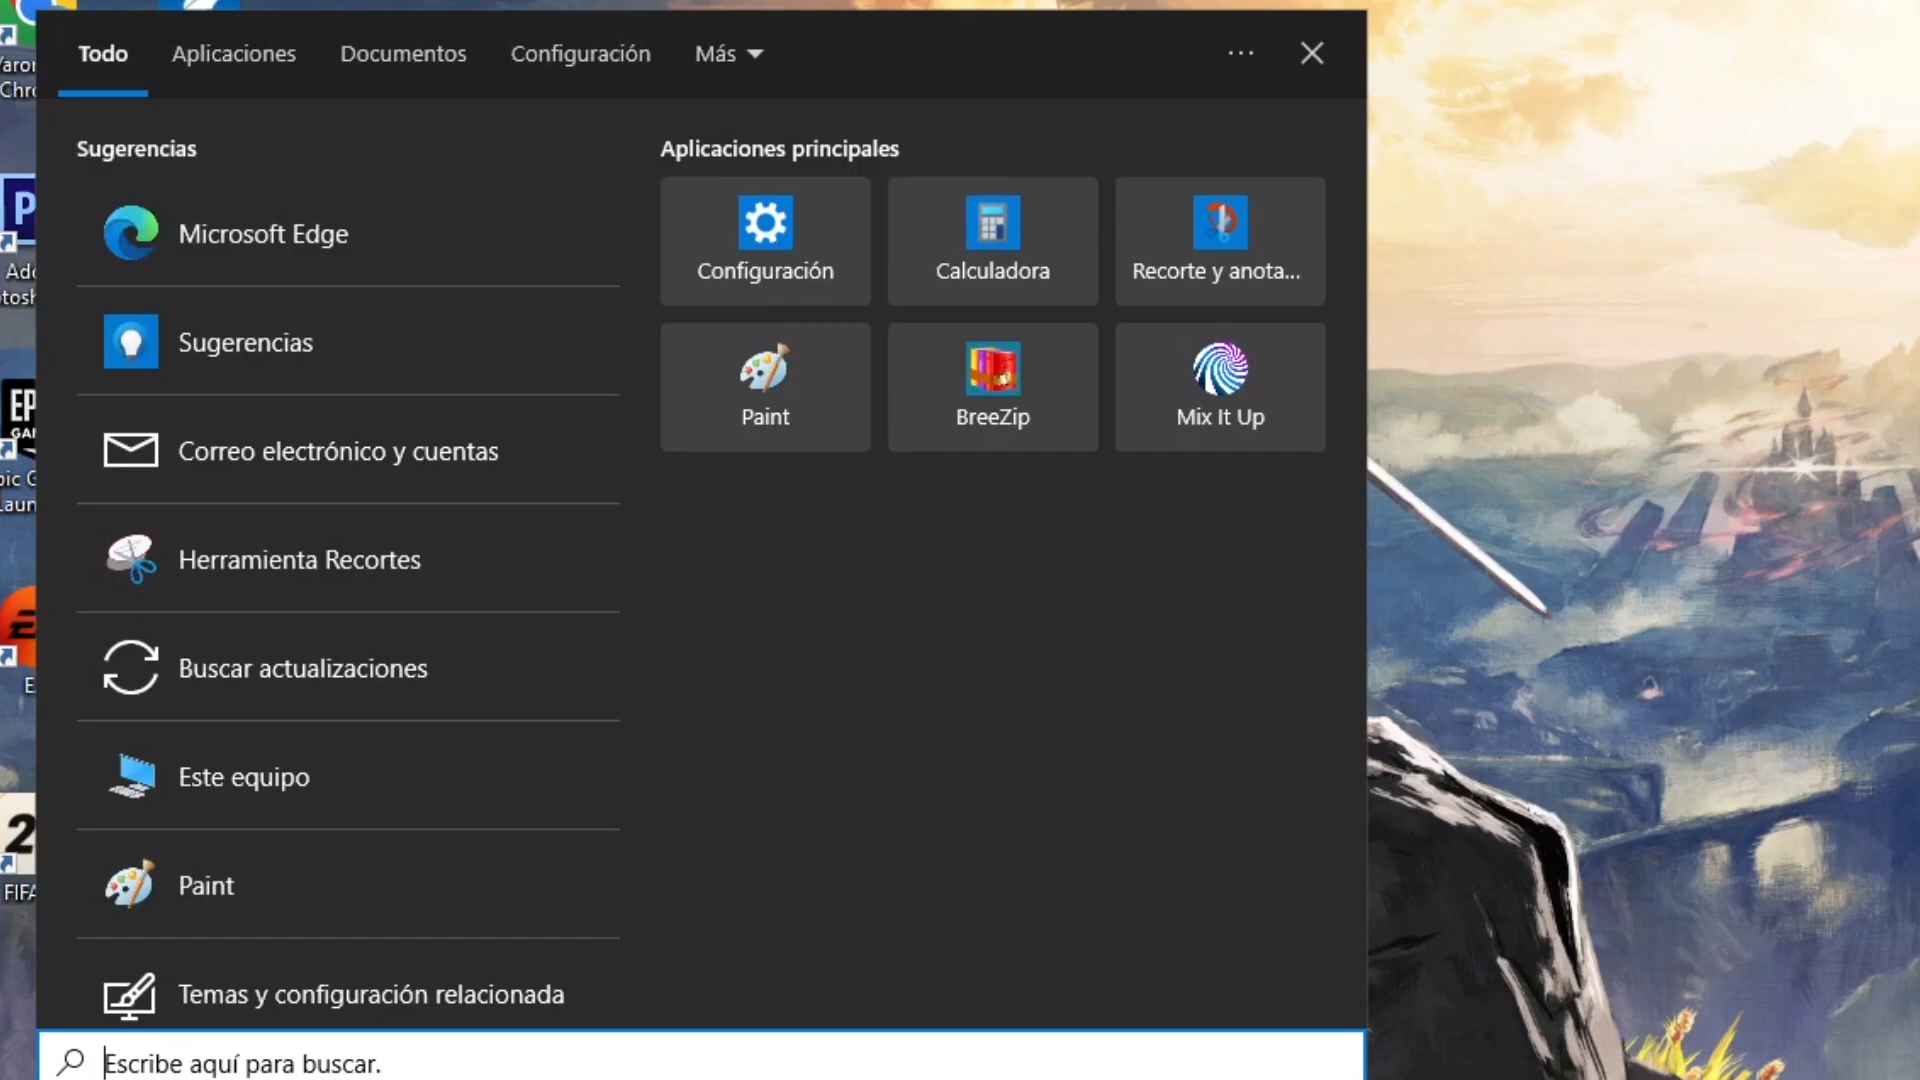 Todo
Aplicaciones
Documentos
Configuración
Más
Sugerencias
Microsoft Edge
Sugerencias
Correo electrónico y cuentas
Herramienta Recortes
Buscar actualizaciones
Este equipo
Paint
Temas y configuración relacionada
Aplicaciones principales
Configuración
Calculadora
Recorte y anota...
Paint
BreeZip
Mix It Up
Escribe aquí para buscar.
FIFA